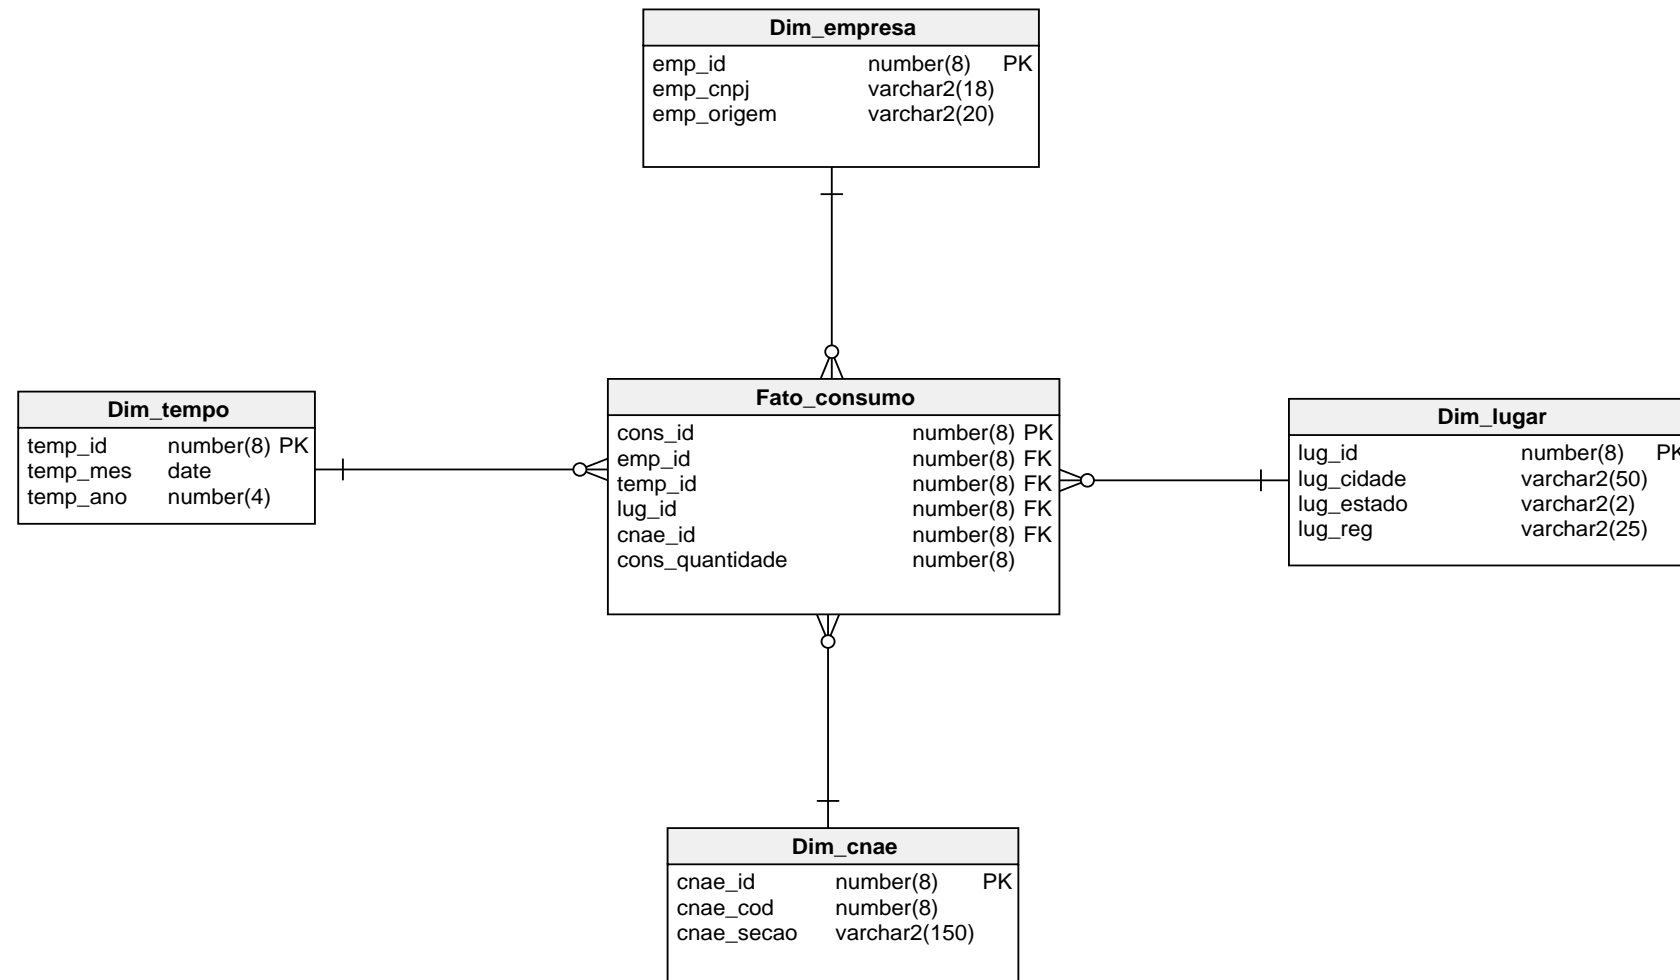 Dim_empresa
emp_id number(8) PK
emp_cnpj varchar2(18)
emp_origem varchar2(20)
Dim_tempo
temp_id number(8) PK
temp_mes date
temp_ano number(4)
Fato_consumo
cons_id number(8) PK
emp_id number(8) FK
temp_id number(8) FK
lug_id number(8) FK
cnae_id number(8) FK
cons_quantidade number(8)
Dim_lugar
lug_id number(8) PK
lug_cidade varchar2(50)
lug_estado varchar2(2)
lug_reg varchar2(25)
Dim_cnae
cnae_id number(8) PK
cnae_cod number(8)
cnae_secao varchar2(150)